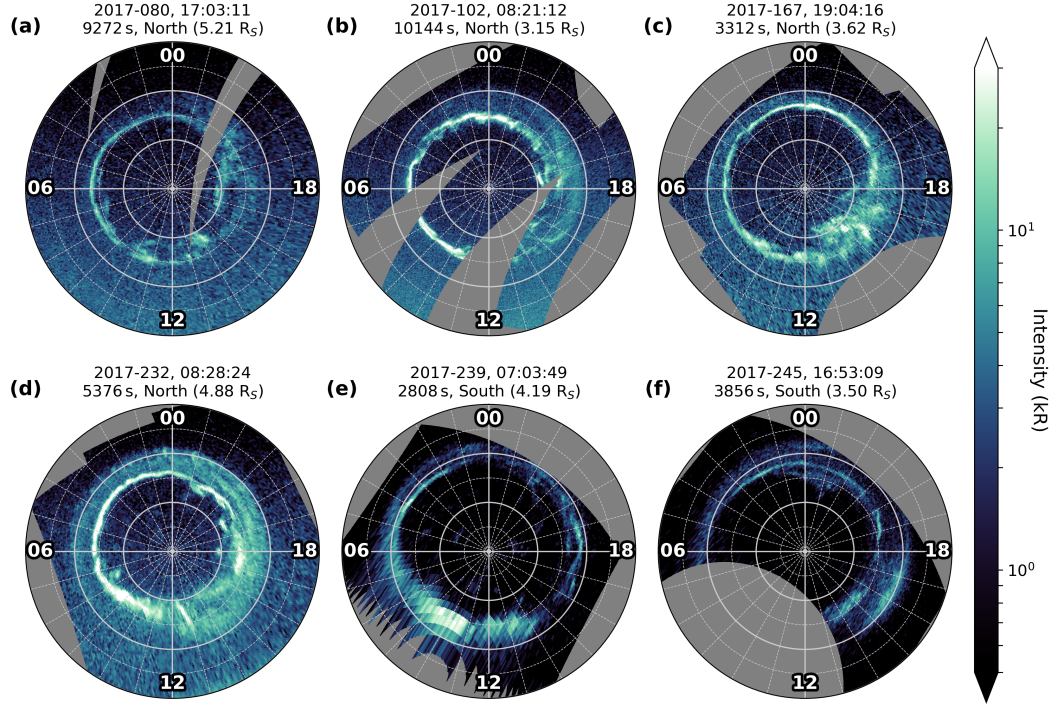 (a)
2017-080, 17:03:11
9272 s, North (5.21 R_S)
00
06
18
12
(b)
2017-102, 08:21:12
10144 s, North (3.15 R_S)
00
06
18
12
(c)
2017-167, 19:04:16
3312 s, North (3.62 R_S)
00
06
18
12
(d)
2017-232, 08:28:24
5376 s, North (4.88 R_S)
00
06
18
12
(e)
2017-239, 07:03:49
2808 s, South (4.19 R_S)
00
06
18
12
(f)
2017-245, 16:53:09
3856 s, South (3.50 R_S)
00
06
18
12
10¹
10⁰
Intensity (kR)